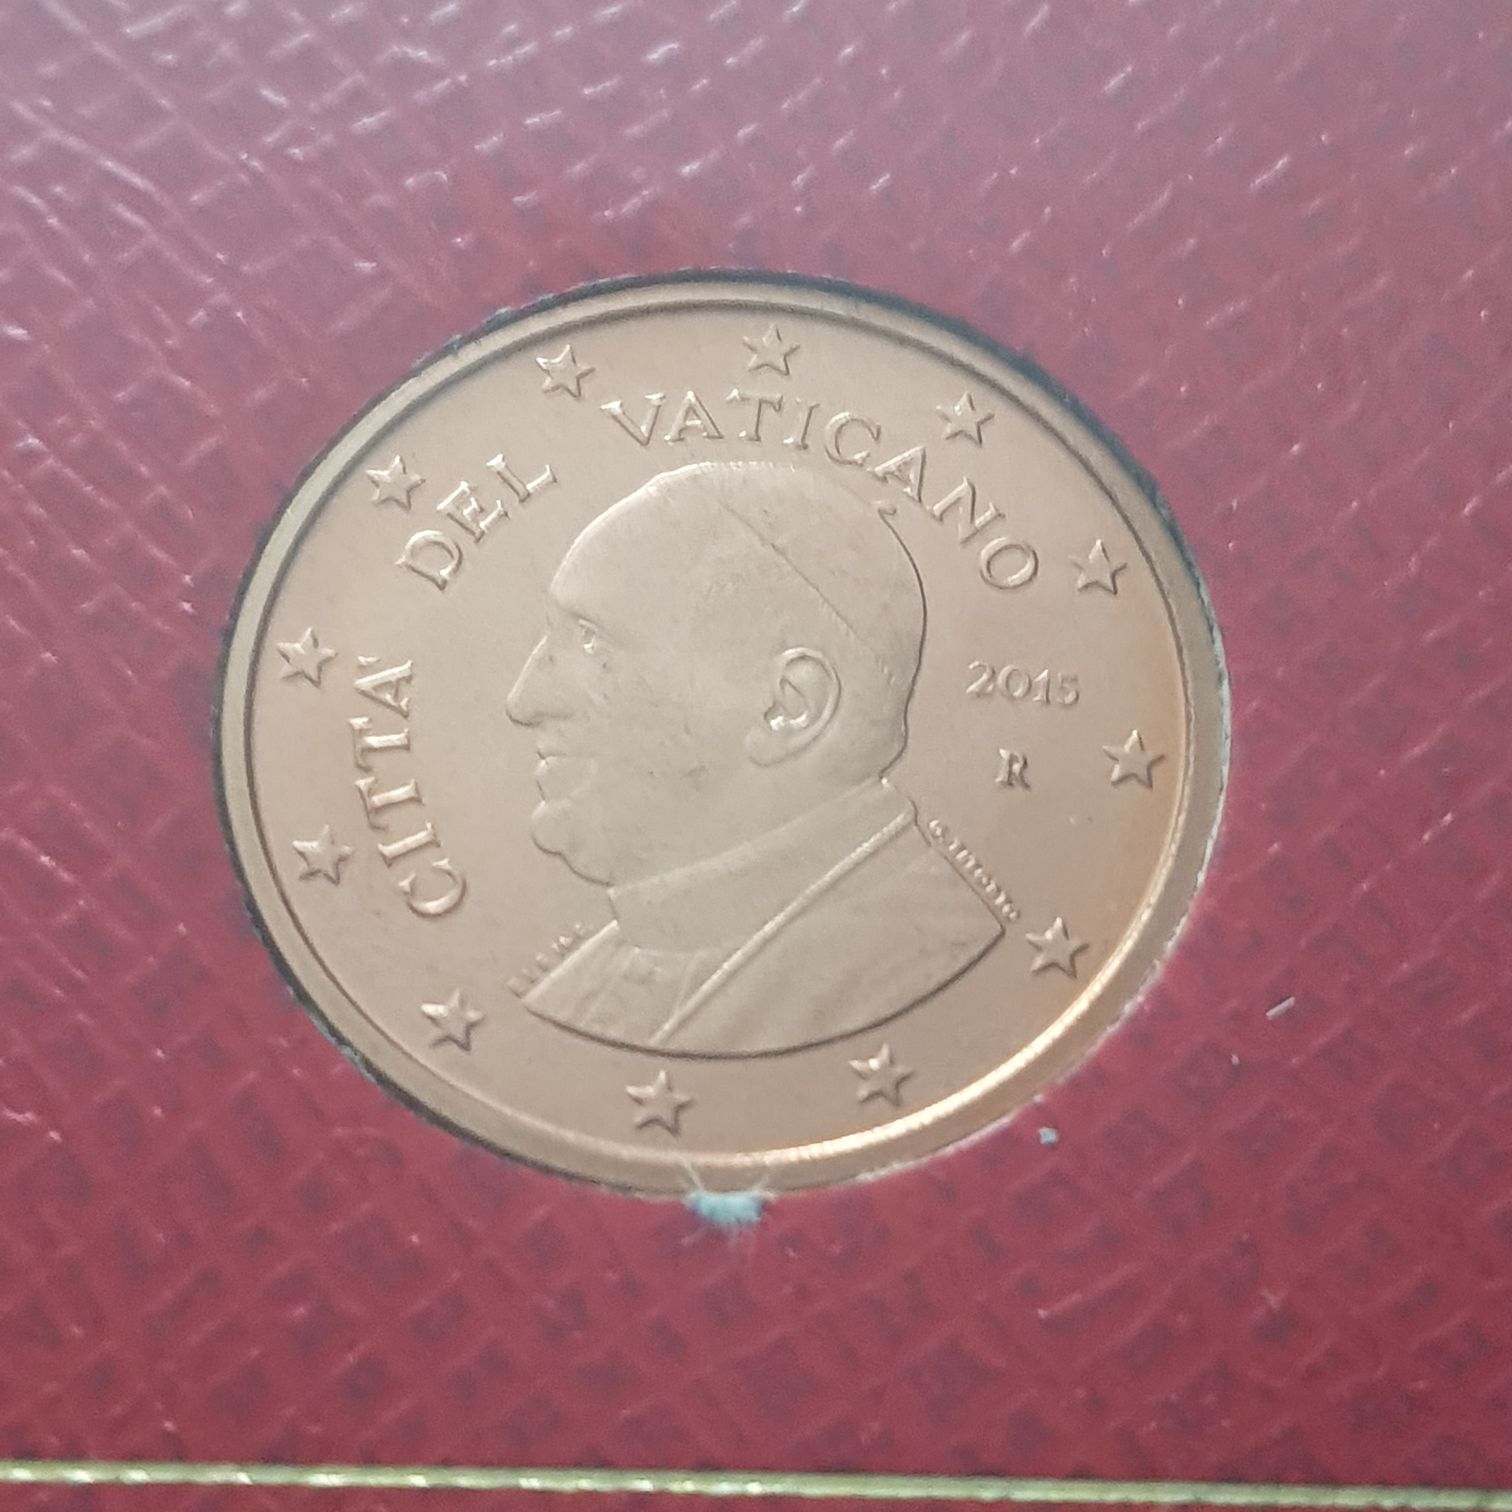 CITTA' DEL VATICANO
2015
R